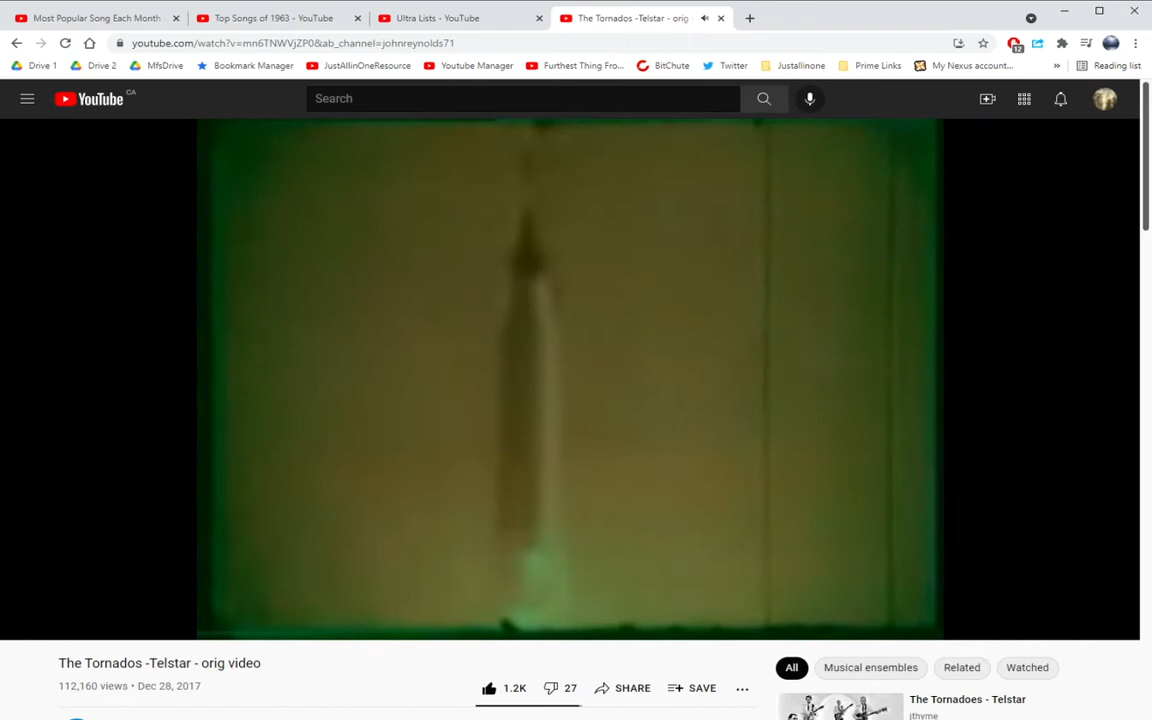 Most Popular Song Each Month
Top Songs of 1963 - YouTube
Ultra Lists - YouTube
The Tornados -Telstar - orig
youtube.com/watch?v=mn6TNWVjZP0&ab_channel=johnreynolds71
12
Drive 1
Drive 2
MfsDrive
Bookmark Manager
JustAllinOneResource
Youtube Manager
Furthest Thing Fro...
BitChute
Twitter
Justallinone
Prime Links
My Nexus account...
»
Reading list
YouTube CA
Search
The Tornados -Telstar - orig video
112,160 views • Dec 28, 2017
1.2K
27
SHARE
SAVE
All
Musical ensembles
Related
Watched
The Tornadoes - Telstar
jthyme